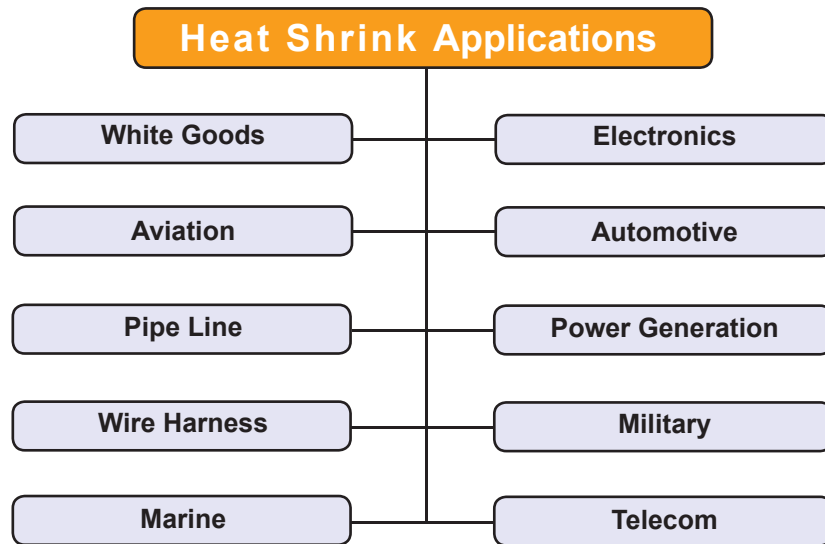 Heat Shrink Applications
White Goods
Electronics
Aviation
Automotive
Pipe Line
Power Generation
Wire Harness
Military
Marine
Telecom